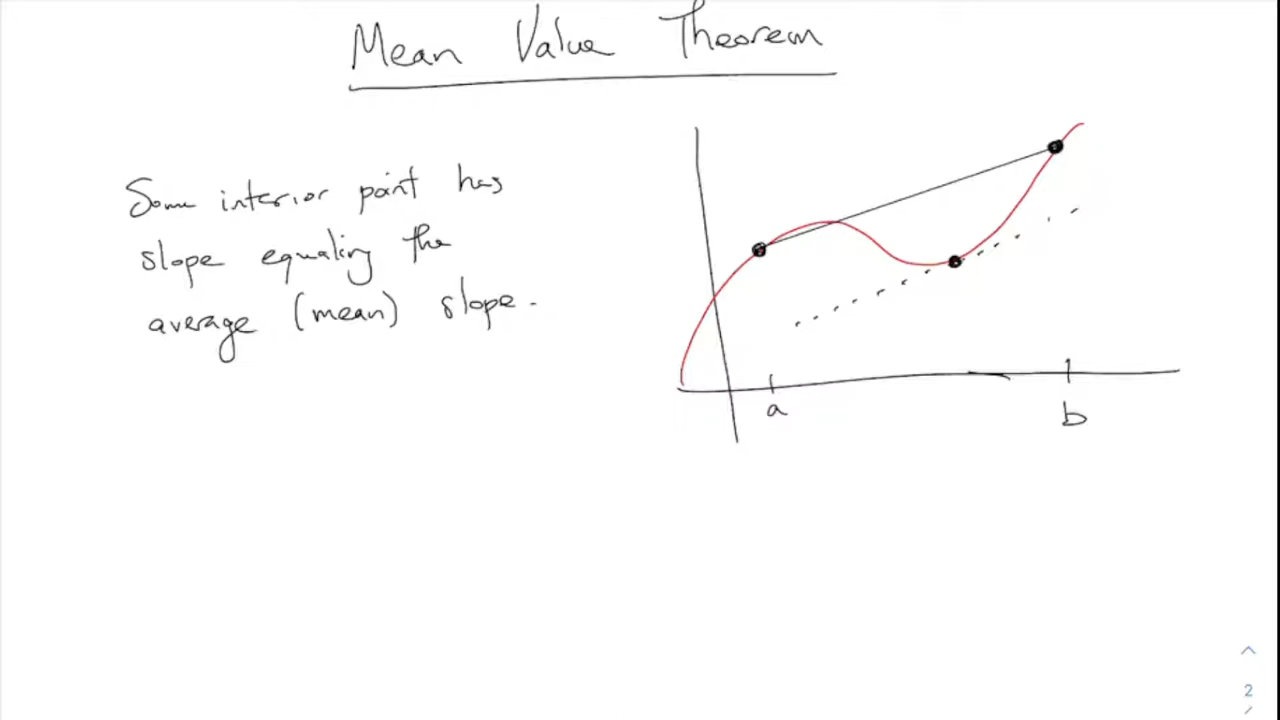 Mean Value Theorem
Some interior point has
slope equaling the
average (mean) slope.
a
b
2